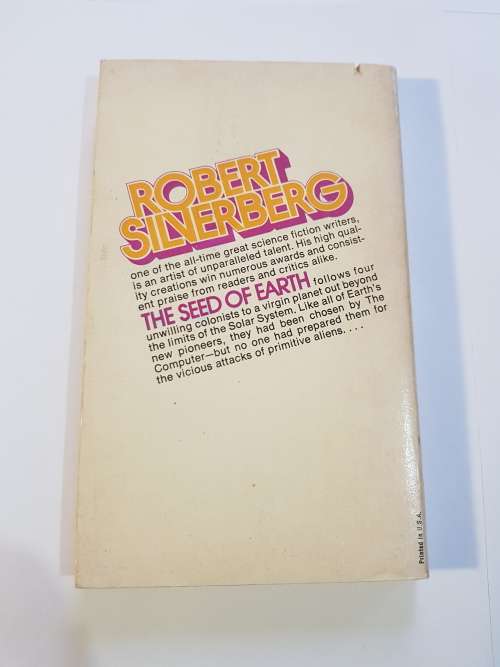 ROBERT
SILVERBERG
one of the all-time great science fiction writers,
is an artist of unparalleled talent. His high qual-
ity creations win numerous awards and consist-
ent praise from readers and critics alike.
THE SEED OF EARTH follows four
unwilling colonists to a virgin planet out beyond
the limits of the Solar System. Like all of Earth's
new pioneers, they had been chosen by The
Computer—but no one had prepared them for
the vicious attacks of primitive aliens. . . .
Printed in U.S.A.